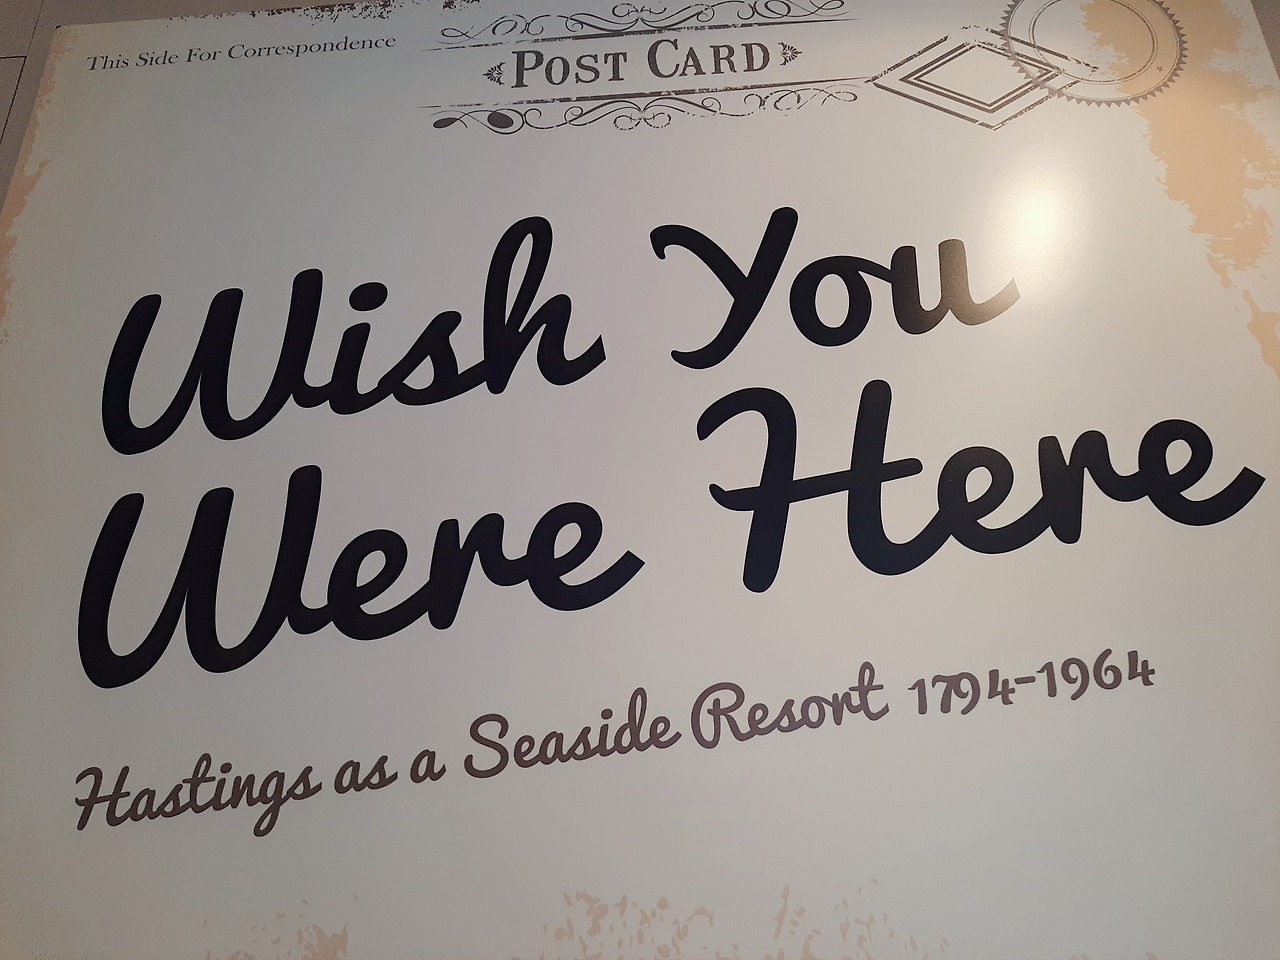 This Side For Correspondence
POST CARD
Wish You
Were Here
Hastings as a Seaside Resort 1794-1964